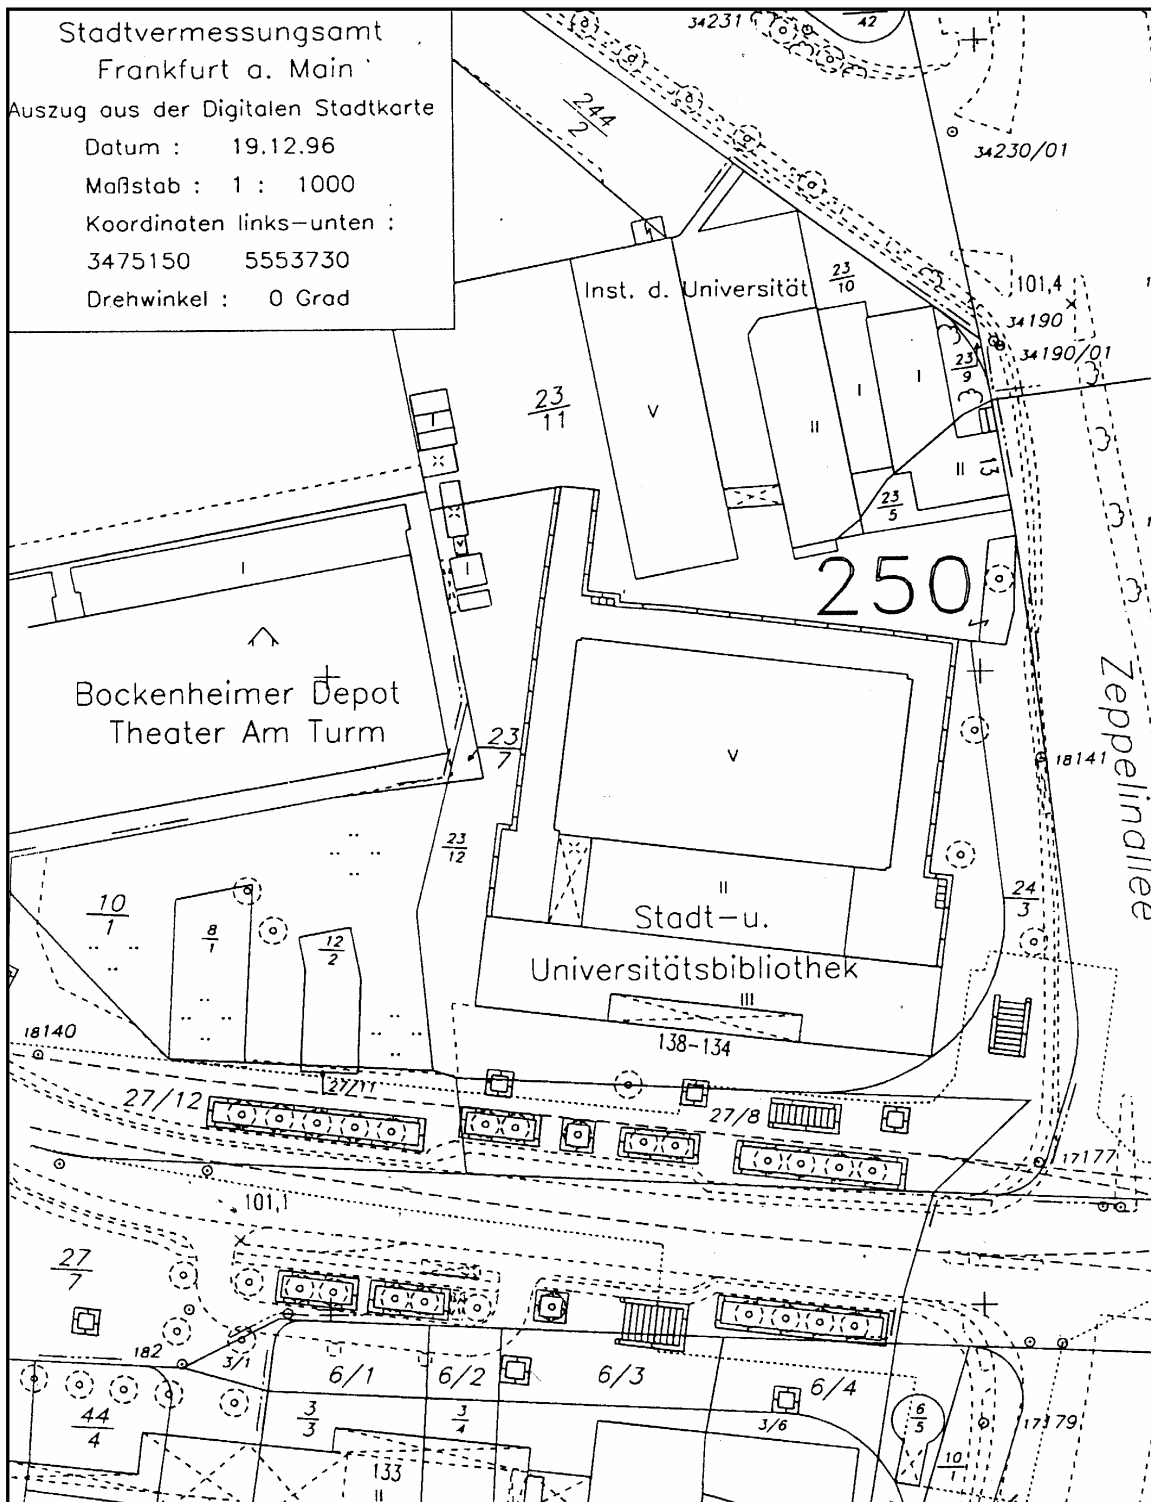 Stadtvermessungsamt
Frankfurt a. Main
Auszug aus der Digitalen Stadtkarte
Datum : 19.12.96
Maßstab : 1 : 1000
Koordinaten links-unten :
3475150 5553730
Drehwinkel : 0 Grad
34231
42
244
2
34230/01
Inst. d. Universität
23
10
101,4
34190
34190/01
23
9
23
11
V
II
I
I
II
13
I
23
5
250
I
I
Bockenheimer Depot
Theater Am Turm
23
7
V
Zeppelinallee
18141
23
12
10
1
8
1
12
2
II
Stadt-u.
24
3
Universitätsbibliothek
III
138-134
18140
27/11
27/12
27/8
17177
101,1
27
7
182
3/1
6/1
6/2
6/3
6/4
44
4
3
3
3
4
3/6
6
5
17179
10
1
133
II